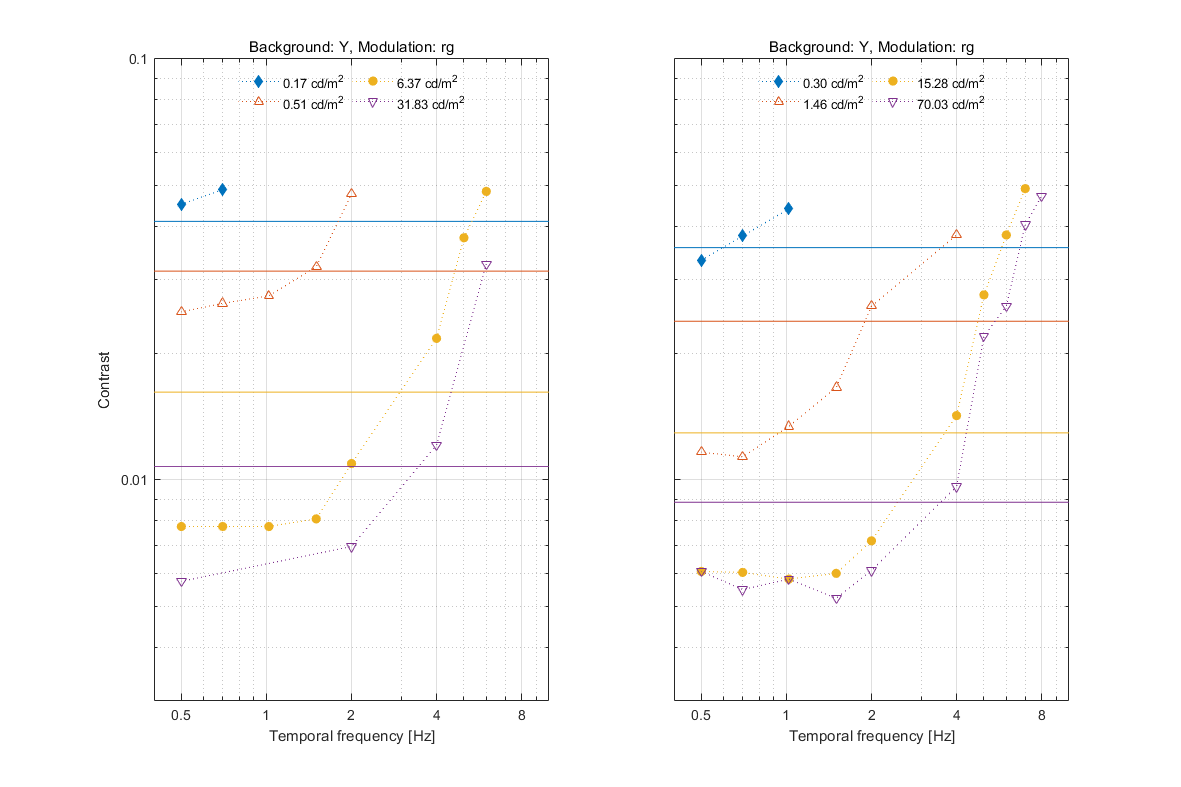 Background: Y, Modulation: rg
0.17 cd/m² 6.37 cd/m²
0.51 cd/m² 31.83 cd/m²
0.1
0.01
Contrast
0.5 1 2 4 8
Temporal frequency [Hz]
Background: Y, Modulation: rg
0.30 cd/m² 15.28 cd/m²
1.46 cd/m² 70.03 cd/m²
0.5 1 2 4 8
Temporal frequency [Hz]